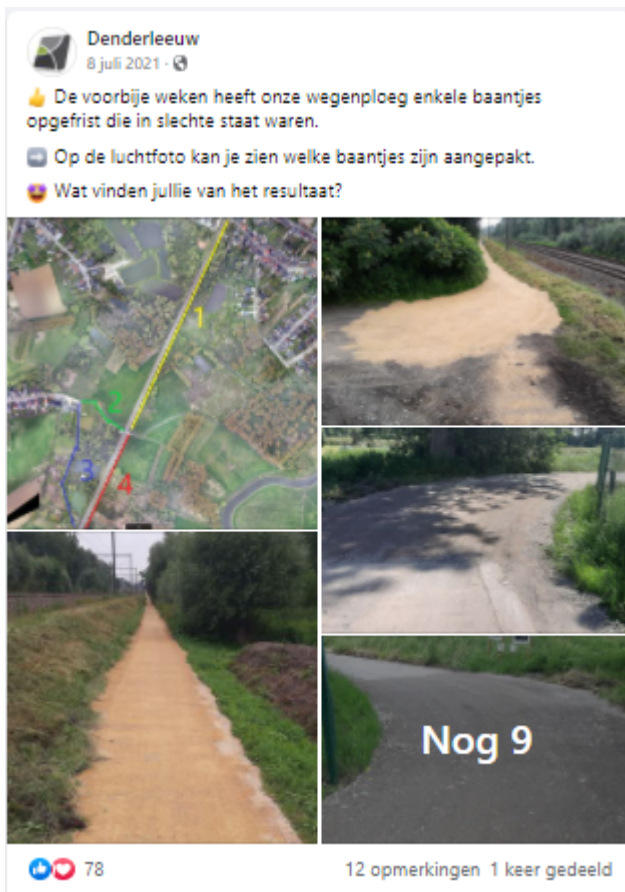 Denderleeuw
8 juli 2021 ·
👍 De voorbije weken heeft onze wegenploeg enkele baantjes
opgefrist die in slechte staat waren.
➡️ Op de luchtfoto kan je zien welke baantjes zijn aangepakt.
🤩 Wat vinden jullie van het resultaat?
1
2
3
4
Nog 9
78
12 opmerkingen 1 keer gedeeld